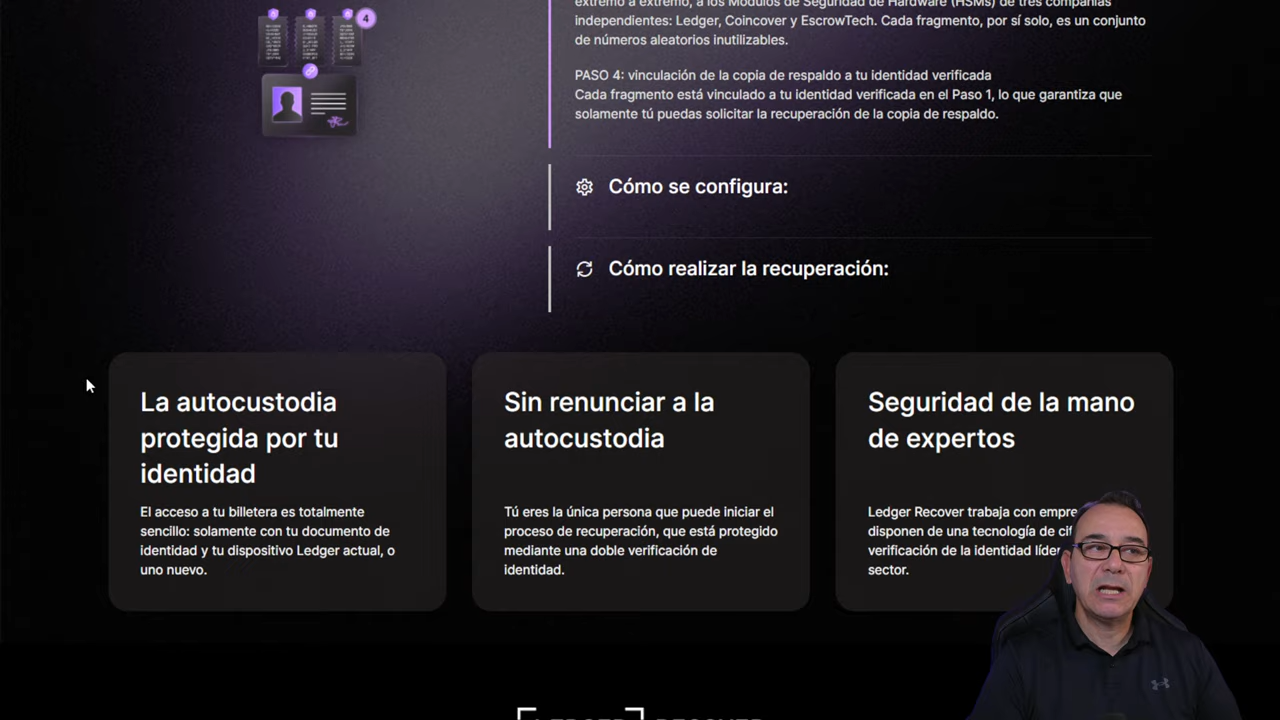 4
extremo a extremo, a los Módulos de Seguridad de Hardware (HSMs) de tres compañías
independientes: Ledger, Coincover y EscrowTech. Cada fragmento, por sí solo, es un conjunto
de números aleatorios inutilizables.
PASO 4: vinculación de la copia de respaldo a tu identidad verificada
Cada fragmento está vinculado a tu identidad verificada en el Paso 1, lo que garantiza que
solamente tú puedas solicitar la recuperación de la copia de respaldo.
Cómo se configura:
Cómo realizar la recuperación:
La autocustodia
protegida por tu
identidad
El acceso a tu billetera es totalmente
sencillo: solamente con tu documento de
identidad y tu dispositivo Ledger actual, o
uno nuevo.
Sin renunciar a la
autocustodia
Tú eres la única persona que puede iniciar el
proceso de recuperación, que está protegido
mediante una doble verificación de
identidad.
Seguridad de la mano
de expertos
Ledger Recover trabaja con
disponen de una tecnología de
verificación de la identidad
sector.